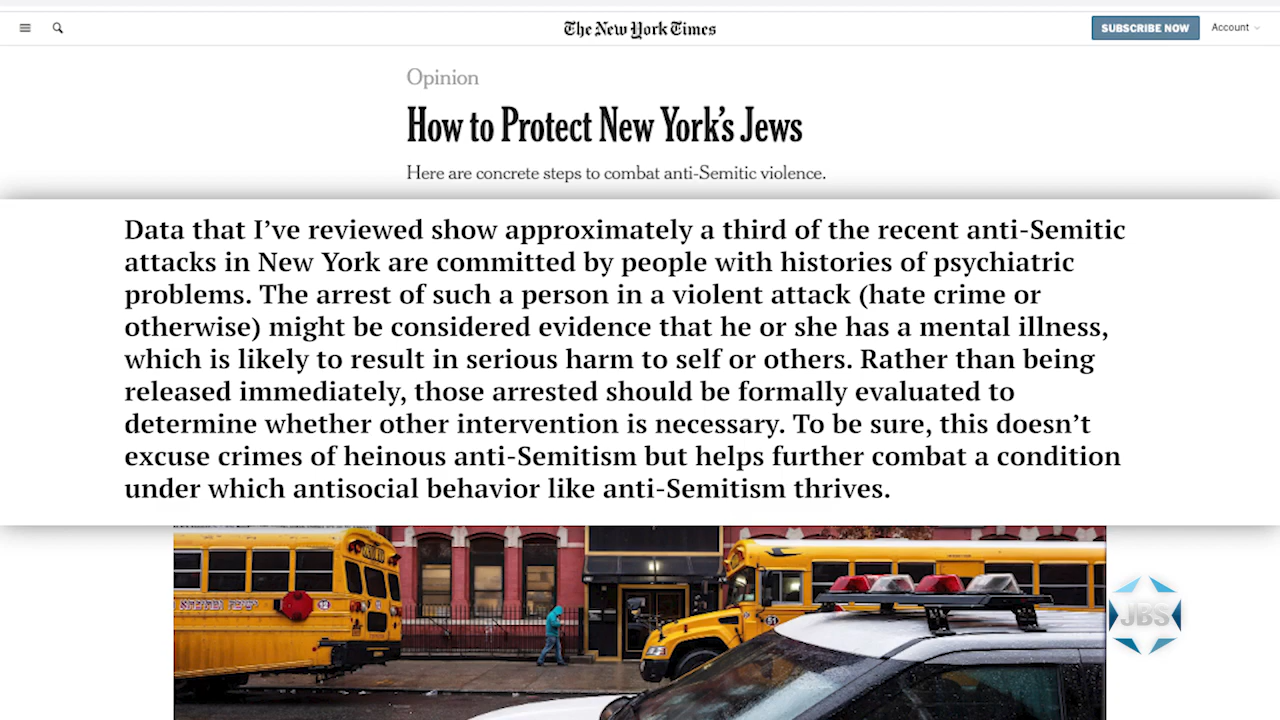 The New York Times
SUBSCRIBE NOW
Account
Opinion
How to Protect New York's Jews
Here are concrete steps to combat anti-Semitic violence.
Data that I've reviewed show approximately a third of the recent anti-Semitic
attacks in New York are committed by people with histories of psychiatric
problems. The arrest of such a person in a violent attack (hate crime or
otherwise) might be considered evidence that he or she has a mental illness,
which is likely to result in serious harm to self or others. Rather than being
released immediately, those arrested should be formally evaluated to
determine whether other intervention is necessary. To be sure, this doesn't
excuse crimes of heinous anti-Semitism but helps further combat a condition
under which antisocial behavior like anti-Semitism thrives.
12
61
JBS